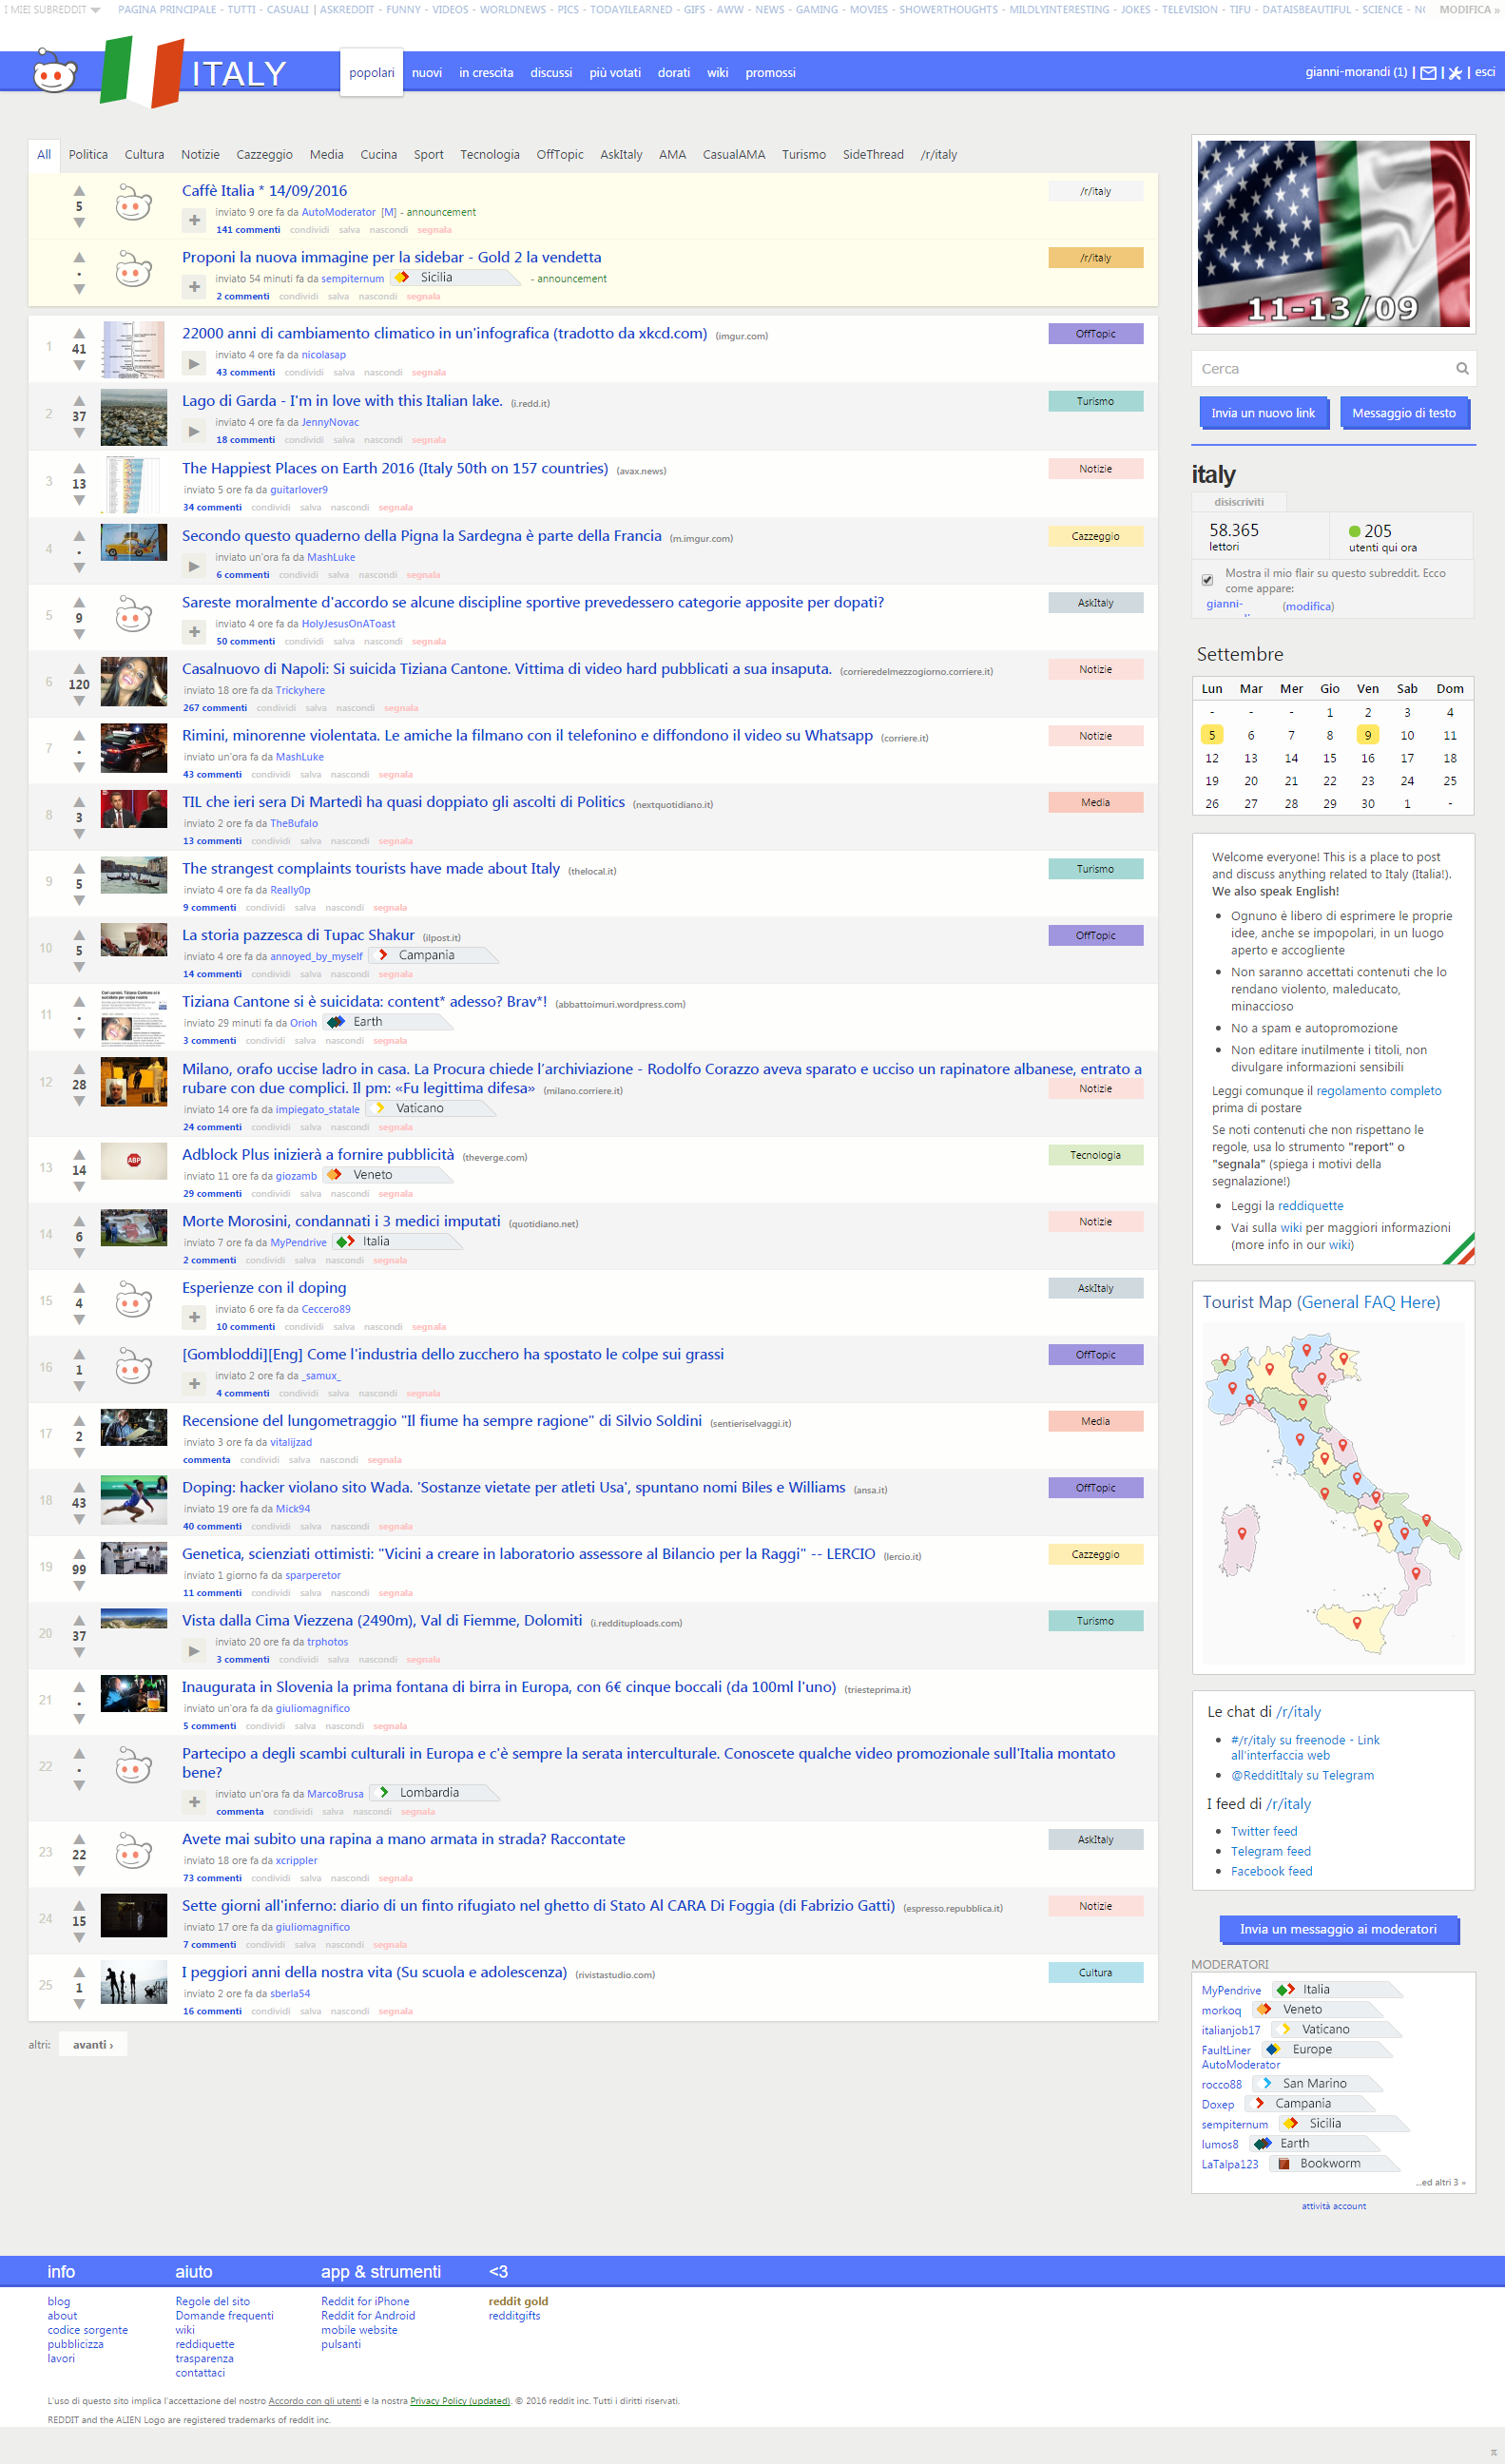 I MIEI SUBREDDIT PAGINA PRINCIPALE - TUTTI - CASUALI | ASKREDDIT - FUNNY - VIDEOS - WORLDNEWS - PICS - TODAYILEARNED - GIFS - AWW - NEWS - GAMING - MOVIES - SHOWERTHOUGHTS - MILDLYINTERESTING - JOKES - TELEVISION - TIFU - DATAISBEAUTIFUL - SCIENCE - MODIFICA »
ITALY popolari nuovi in crescita discussi più votati dorati wiki promossi gianni-morandi (1) | | | esci
All Politica Cultura Notizie Cazzeggio Media Cucina Sport Tecnologia OffTopic AskItaly AMA CasualAMA Turismo SideThread /r/italy
5
Caffè Italia * 14/09/2016 /r/italy
inviato 9 ore fa da AutoModerator [M] - announcement
141 commenti condividi salva nascondi segnala
•
Proponi la nuova immagine per la sidebar - Gold 2 la vendetta /r/italy
inviato 54 minuti fa da sempiternum Sicilia - announcement
2 commenti condividi salva nascondi segnala
1 41
22000 anni di cambiamento climatico in un'infografica (tradotto da xkcd.com) (imgur.com) OffTopic
inviato 4 ore fa da nicolasap
43 commenti condividi salva nascondi segnala
2 37
Lago di Garda - I'm in love with this Italian lake. (i.redd.it) Turismo
inviato 4 ore fa da JennyNovac
18 commenti condividi salva nascondi segnala
3 13
The Happiest Places on Earth 2016 (Italy 50th on 157 countries) (avax.news) Notizie
inviato 5 ore fa da guitarlover9
34 commenti condividi salva nascondi segnala
4 •
Secondo questo quaderno della Pigna la Sardegna è parte della Francia (m.imgur.com) Cazzeggio
inviato un'ora fa da MashLuke
6 commenti condividi salva nascondi segnala
5 9
Sareste moralmente d'accordo se alcune discipline sportive prevedessero categorie apposite per dopati? AskItaly
inviato 4 ore fa da HolyJesusOnAToast
50 commenti condividi salva nascondi segnala
6 120
Casalnuovo di Napoli: Si suicida Tiziana Cantone. Vittima di video hard pubblicati a sua insaputa. (corrieredelmezzogiorno.corriere.it) Notizie
inviato 18 ore fa da Trickyhere
267 commenti condividi salva nascondi segnala
7 •
Rimini, minorenne violentata. Le amiche la filmano con il telefonino e diffondono il video su Whatsapp (corriere.it) Notizie
inviato un'ora fa da MashLuke
43 commenti condividi salva nascondi segnala
8 3
TIL che ieri sera Di Martedì ha quasi doppiato gli ascolti di Politics (nextquotidiano.it) Media
inviato 2 ore fa da TheBufalo
13 commenti condividi salva nascondi segnala
9 5
The strangest complaints tourists have made about Italy (thelocal.it) Turismo
inviato 4 ore fa da Really0p
9 commenti condividi salva nascondi segnala
10 5
La storia pazzesca di Tupac Shakur (ilpost.it) OffTopic
inviato 4 ore fa da annoyed_by_myself Campania
14 commenti condividi salva nascondi segnala
11 •
Tiziana Cantone si è suicidata: content* adesso? Brav*! (abbattoimuri.wordpress.com)
inviato 29 minuti fa da Orioh Earth
3 commenti condividi salva nascondi segnala
12 28
Milano, orafo uccise ladro in casa. La Procura chiede l'archiviazione - Rodolfo Corazzo aveva sparato e ucciso un rapinatore albanese, entrato a
rubare con due complici. Il pm: «Fu legittima difesa» (milano.corriere.it) Notizie
inviato 14 ore fa da impiegato_statale Vaticano
24 commenti condividi salva nascondi segnala
13 14 ABP
Adblock Plus inizierà a fornire pubblicità (theverge.com) Tecnologia
inviato 11 ore fa da giozamb Veneto
29 commenti condividi salva nascondi segnala
14 6
Morte Morosini, condannati i 3 medici imputati (quotidiano.net) Notizie
inviato 7 ore fa da MyPendrive Italia
2 commenti condividi salva nascondi segnala
15 4
Esperienze con il doping AskItaly
inviato 6 ore fa da Ceccero89
10 commenti condividi salva nascondi segnala
16 1
[Gombloddi][Eng] Come l'industria dello zucchero ha spostato le colpe sui grassi OffTopic
inviato 2 ore fa da _samux_
4 commenti condividi salva nascondi segnala
17 2
Recensione del lungometraggio "Il fiume ha sempre ragione" di Silvio Soldini (sentieriselvaggi.it) Media
inviato 3 ore fa da vitalijzad
commenta condividi salva nascondi segnala
18 43
Doping: hacker violano sito Wada. 'Sostanze vietate per atleti Usa', spuntano nomi Biles e Williams (ansa.it) OffTopic
inviato 19 ore fa da Mick94
40 commenti condividi salva nascondi segnala
19 99
Genetica, scienziati ottimisti: "Vicini a creare in laboratorio assessore al Bilancio per la Raggi" -- LERCIO (lercio.it) Cazzeggio
inviato 1 giorno fa da sparperetor
11 commenti condividi salva nascondi segnala
20 37
Vista dalla Cima Viezzena (2490m), Val di Fiemme, Dolomiti (i.reddituploads.com) Turismo
inviato 20 ore fa da trphotos
3 commenti condividi salva nascondi segnala
21 •
Inaugurata in Slovenia la prima fontana di birra in Europa, con 6€ cinque boccali (da 100ml l'uno) (triesteprima.it)
inviato un'ora fa da giuliomagnifico
5 commenti condividi salva nascondi segnala
22 •
Partecipo a degli scambi culturali in Europa e c'è sempre la serata interculturale. Conoscete qualche video promozionale sull'Italia montato
bene?
inviato un'ora fa da MarcoBrusa Lombardia
commenta condividi salva nascondi segnala
23 22
Avete mai subito una rapina a mano armata in strada? Raccontate AskItaly
inviato 18 ore fa da xcrippler
73 commenti condividi salva nascondi segnala
24 15
Sette giorni all'inferno: diario di un finto rifugiato nel ghetto di Stato Al CARA Di Foggia (di Fabrizio Gatti) (espresso.repubblica.it) Notizie
inviato 17 ore fa da giuliomagnifico
7 commenti condividi salva nascondi segnala
25 1
I peggiori anni della nostra vita (Su scuola e adolescenza) (rivistastudio.com) Cultura
inviato 2 ore fa da sberla54
16 commenti condividi salva nascondi segnala
altri: avanti ›
11-13/09
Cerca
Invia un nuovo link Messaggio di testo
italy
disiscriviti
58.365 205
lettori utenti qui ora
Mostra il mio flair su questo subreddit. Ecco
come appare:
gianni- (modifica)
Settembre
Lun Mar Mer Gio Ven Sab Dom
- - - 1 2 3 4
5 6 7 8 9 10 11
12 13 14 15 16 17 18
19 20 21 22 23 24 25
26 27 28 29 30 1 -
Welcome everyone! This is a place to post
and discuss anything related to Italy (Italia!).
We also speak English!
• Ognuno è libero di esprimere le proprie
idee, anche se impopolari, in un luogo
aperto e accogliente
• Non saranno accettati contenuti che lo
rendano violento, maleducato,
minaccioso
• No a spam e autopromozione
• Non editare inutilmente i titoli, non
divulgare informazioni sensibili
Leggi comunque il regolamento completo
prima di postare
Se noti contenuti che non rispettano le
regole, usa lo strumento "report" o
"segnala" (spiega i motivi della
segnalazione!)
• Leggi la reddiquette
• Vai sulla wiki per maggiori informazioni
(more info in our wiki)
Tourist Map (General FAQ Here)
Le chat di /r/italy
• #/r/italy su freenode - Link
all'interfaccia web
• @RedditItaly su Telegram
I feed di /r/italy
• Twitter feed
• Telegram feed
• Facebook feed
Invia un messaggio ai moderatori
MODERATORI
MyPendrive Italia
morkoq Veneto
italianjob17 Vaticano
FaultLiner Europe
AutoModerator
rocco88 San Marino
Doxep Campania
sempiternum Sicilia
lumos8 Earth
LaTalpa123 Bookworm
...ed altri 3 »
attività account
info aiuto app & strumenti <3
blog Regole del sito Reddit for iPhone reddit gold
about Domande frequenti Reddit for Android redditgifts
codice sorgente wiki mobile website
pubblicizza reddiquette pulsanti
lavori trasparenza
contattaci
L'uso di questo sito implica l'accettazione del nostro Accordo con gli utenti e la nostra Privacy Policy (updated). © 2016 reddit inc. Tutti i diritti riservati.
REDDIT and the ALIEN Logo are registered trademarks of reddit inc.
π